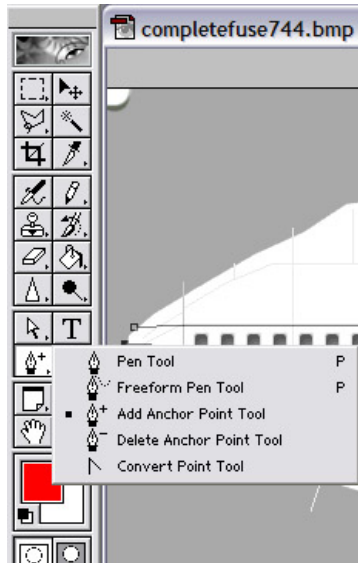 completefuse744.bmp
T
Pen Tool P
Freeform Pen Tool P
Add Anchor Point Tool
Delete Anchor Point Tool
Convert Point Tool